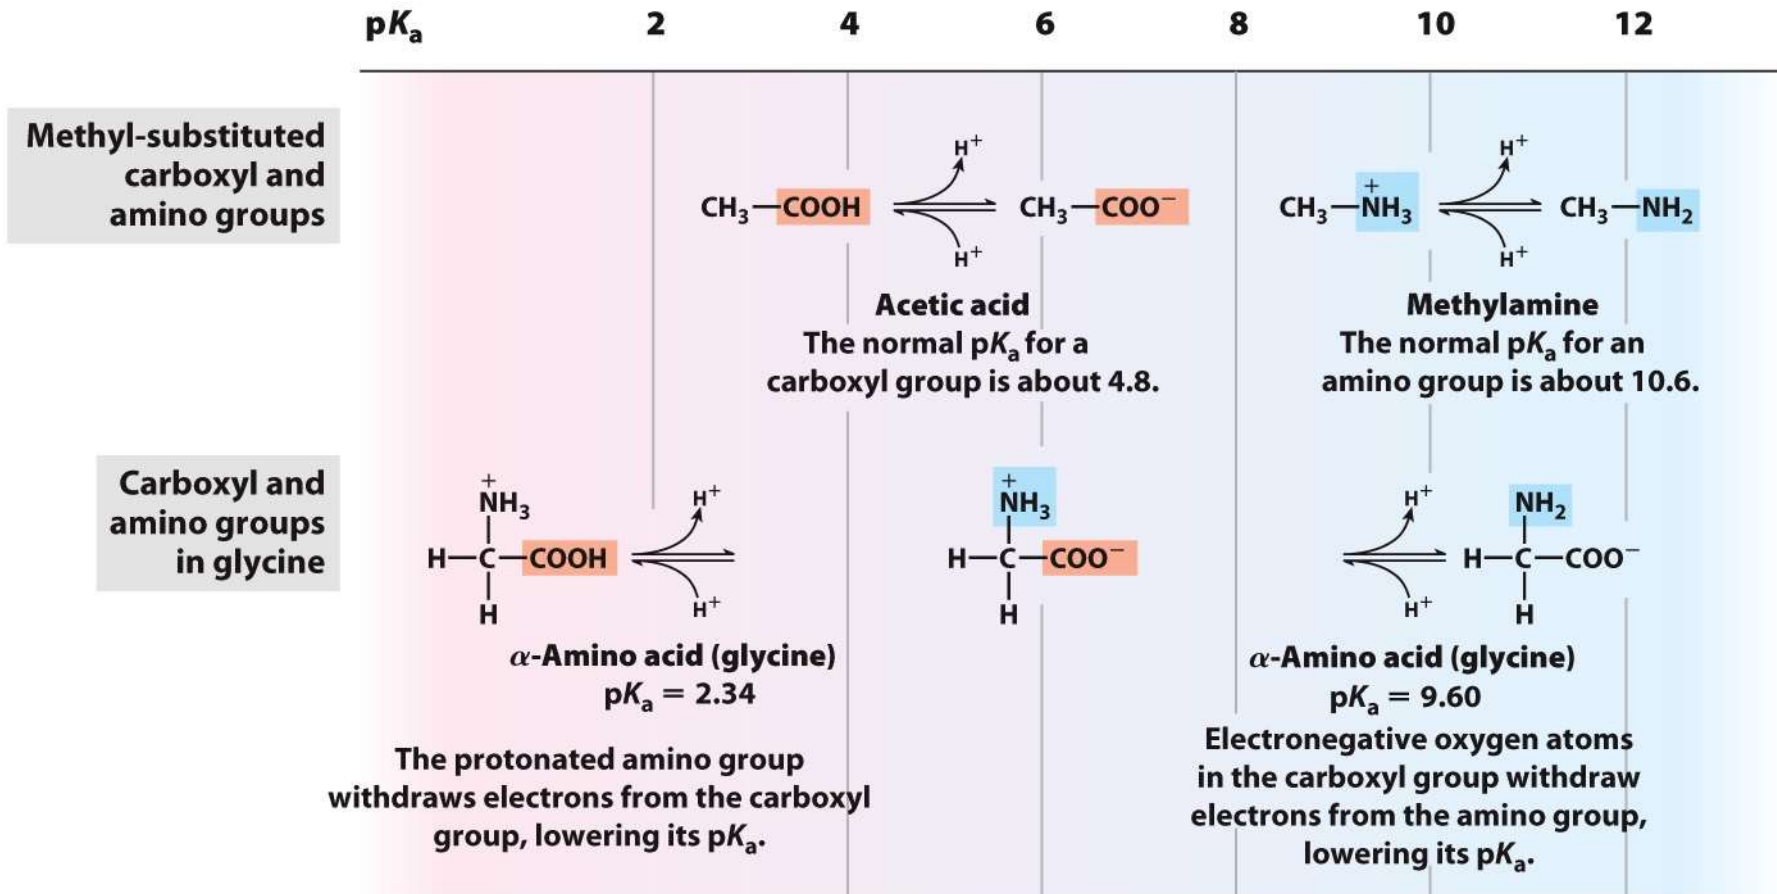 pKa 2 4 6 8 10 12
Methyl-substituted
carboxyl and
amino groups
CH3—COOH
H+
H+
CH3—COO−
CH3—N+H3
H+
H+
CH3—NH2
Acetic acid
The normal pKa for a
carboxyl group is about 4.8.
Methylamine
The normal pKa for an
amino group is about 10.6.
Carboxyl and
amino groups
in glycine
+
NH3
H—C—COOH
H
H+
H+
+
NH3
H—C—COO−
H
H+
H+
NH2
H—C—COO−
H
α-Amino acid (glycine)
pKa = 2.34
The protonated amino group
withdraws electrons from the carboxyl
group, lowering its pKa.
α-Amino acid (glycine)
pKa = 9.60
Electronegative oxygen atoms
in the carboxyl group withdraw
electrons from the amino group,
lowering its pKa.